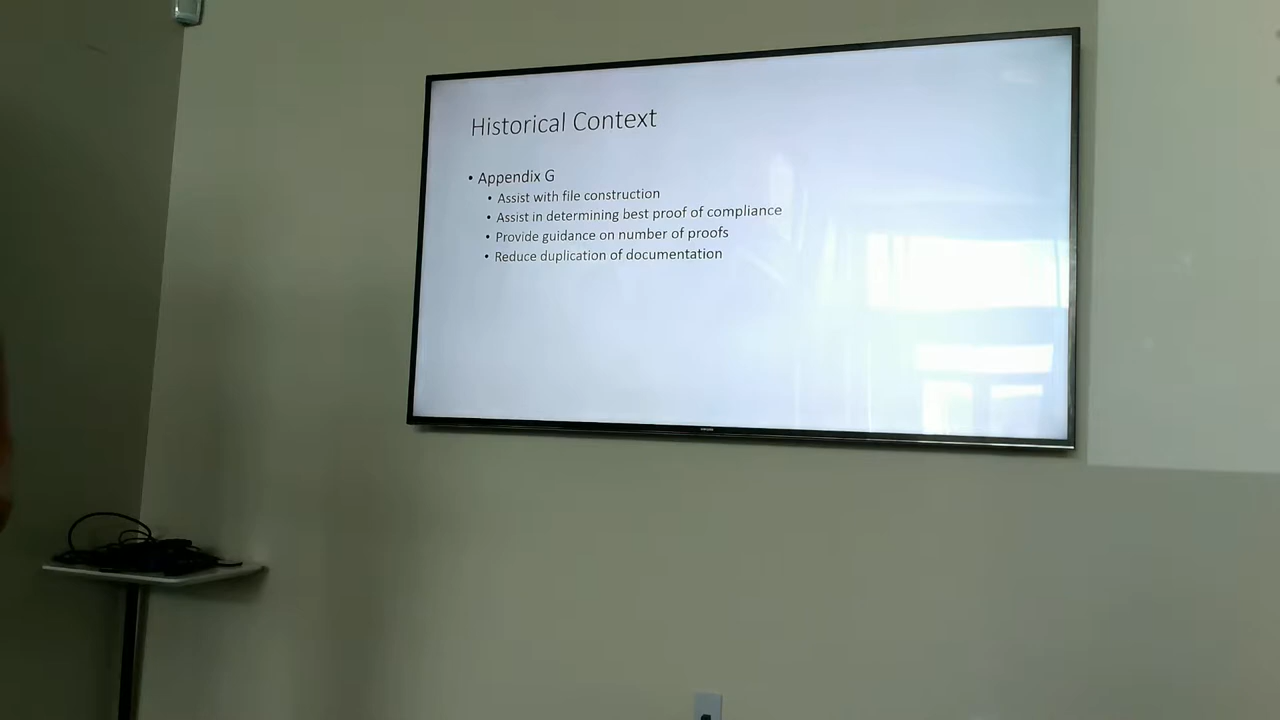 Historical Context
• Appendix G
• Assist with file construction
• Assist in determining best proof of compliance
• Provide guidance on number of proofs
• Reduce duplication of documentation